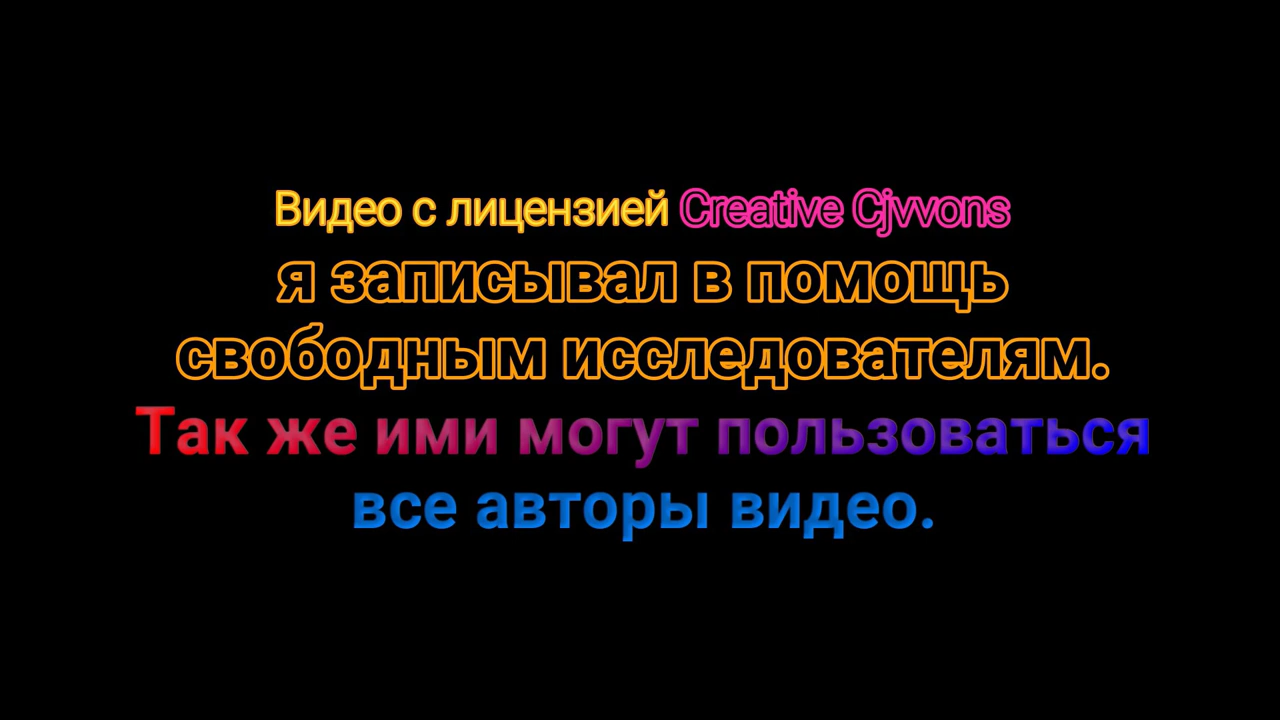 Видео с лицензией Creative Cjvvons
я записывал в помощь
свободным исследователям.
Так же ими могут пользоваться
все авторы видео.